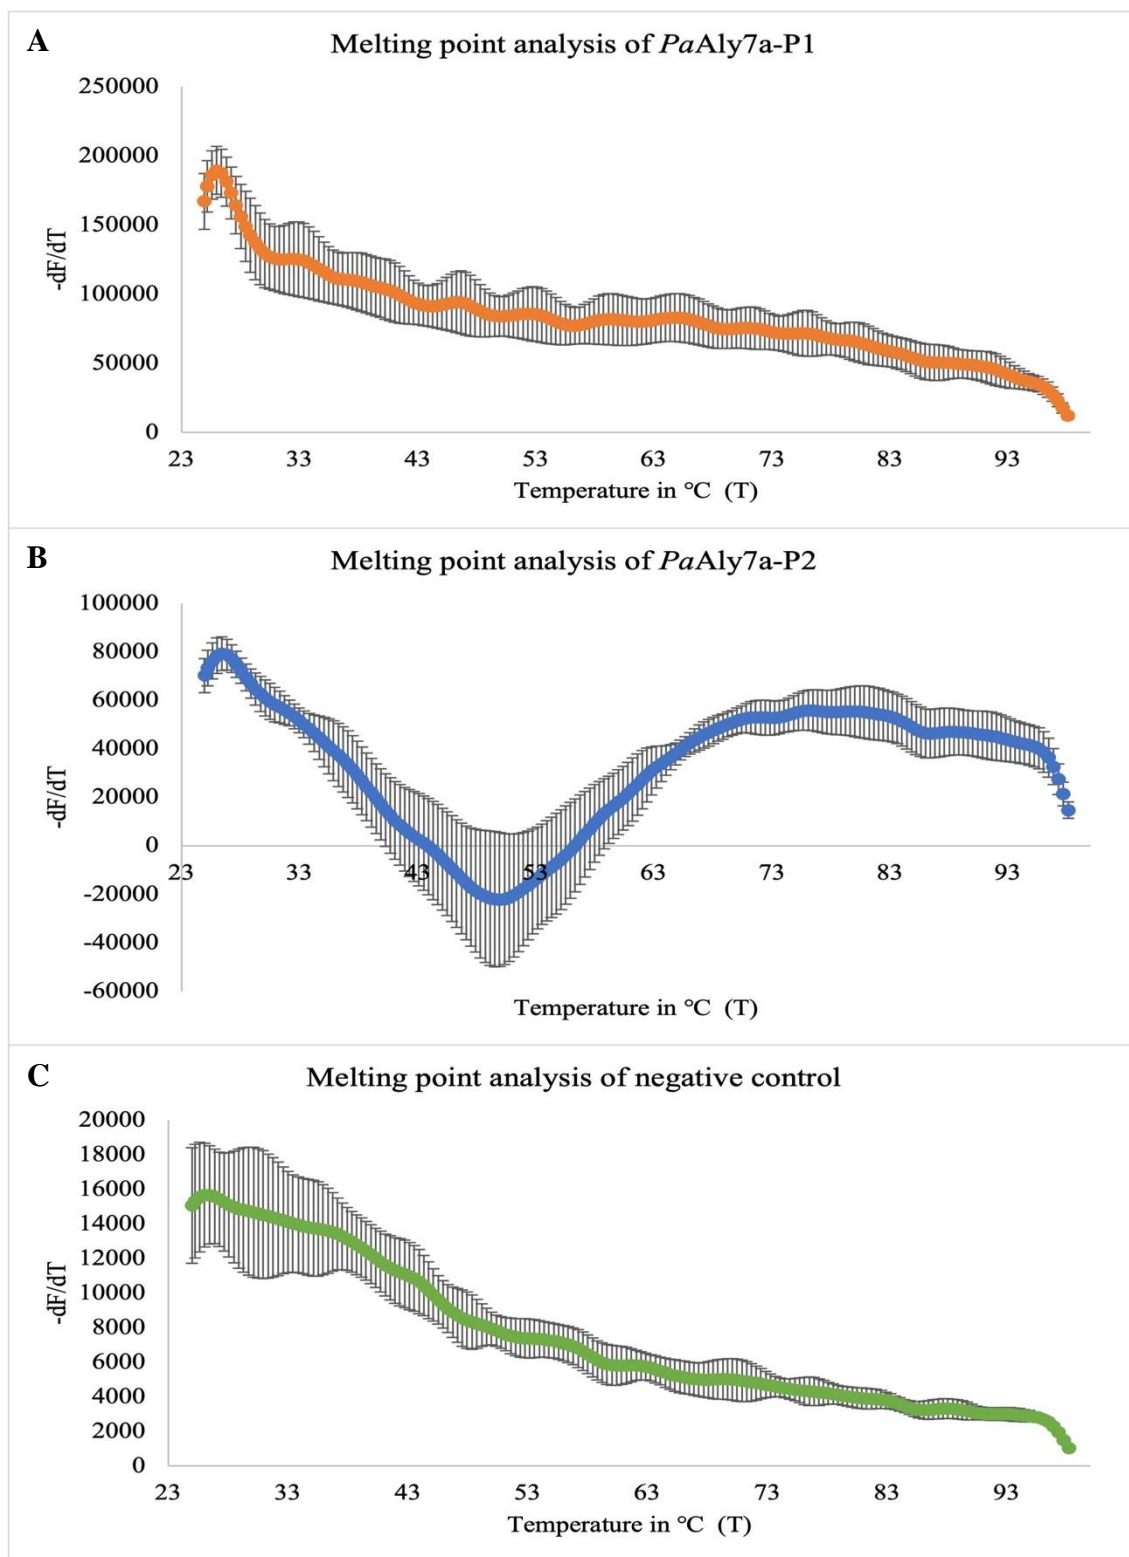 A
Melting point analysis of PaAly7a-P1
250000
200000
150000
100000
50000
0
-dF/dT
23 33 43 53 63 73 83 93
Temperature in °C (T)
B
Melting point analysis of PaAly7a-P2
100000
80000
60000
40000
20000
0
-20000
-40000
-60000
-dF/dT
23 33 43 53 63 73 83 93
Temperature in °C (T)
C
Melting point analysis of negative control
20000
18000
16000
14000
12000
10000
8000
6000
4000
2000
0
-dF/dT
23 33 43 53 63 73 83 93
Temperature in °C (T)